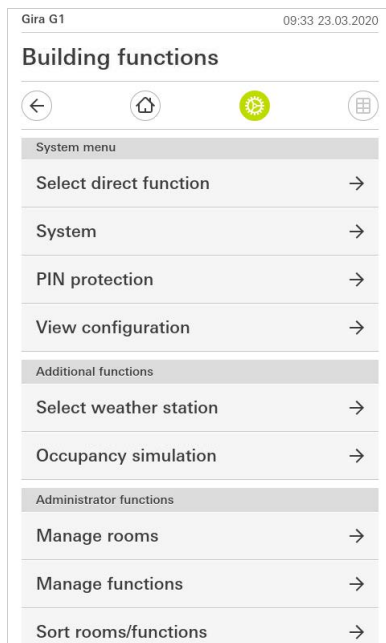 Gira G1 09:33 23.03.2020
Building functions
System menu
Select direct function
System
PIN protection
View configuration
Additional functions
Select weather station
Occupancy simulation
Administrator functions
Manage rooms
Manage functions
Sort rooms/functions